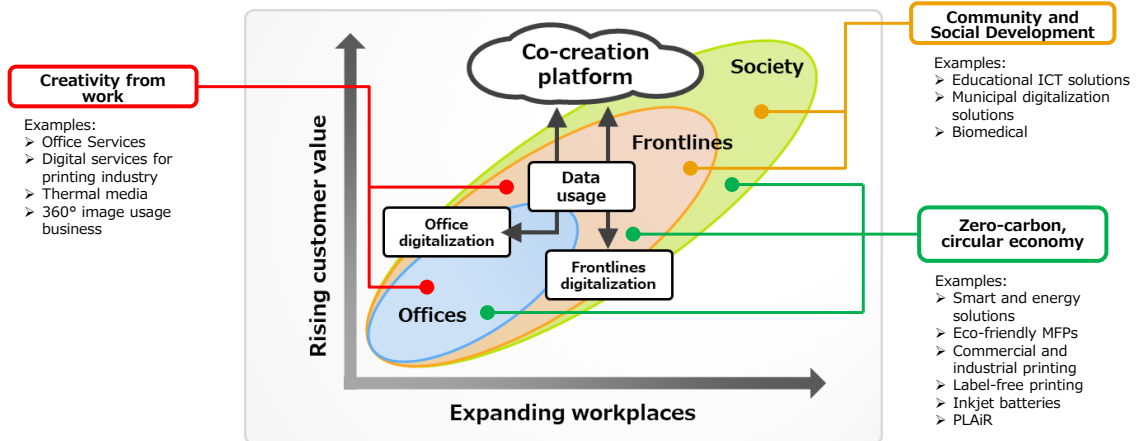 Creativity from
work
Examples:
➢ Office Services
➢ Digital services for
printing industry
➢ Thermal media
➢ 360° image usage
business
Rising customer value
Expanding workplaces
Co-creation
platform
Society
Frontlines
Data
usage
Office
digitalization
Frontlines
digitalization
Offices
Community and
Social Development
Examples:
➢ Educational ICT solutions
➢ Municipal digitalization
solutions
➢ Biomedical
Zero-carbon,
circular economy
Examples:
➢ Smart and energy
solutions
➢ Eco-friendly MFPs
➢ Commercial and
industrial printing
➢ Label-free printing
➢ Inkjet batteries
➢ PLAiR